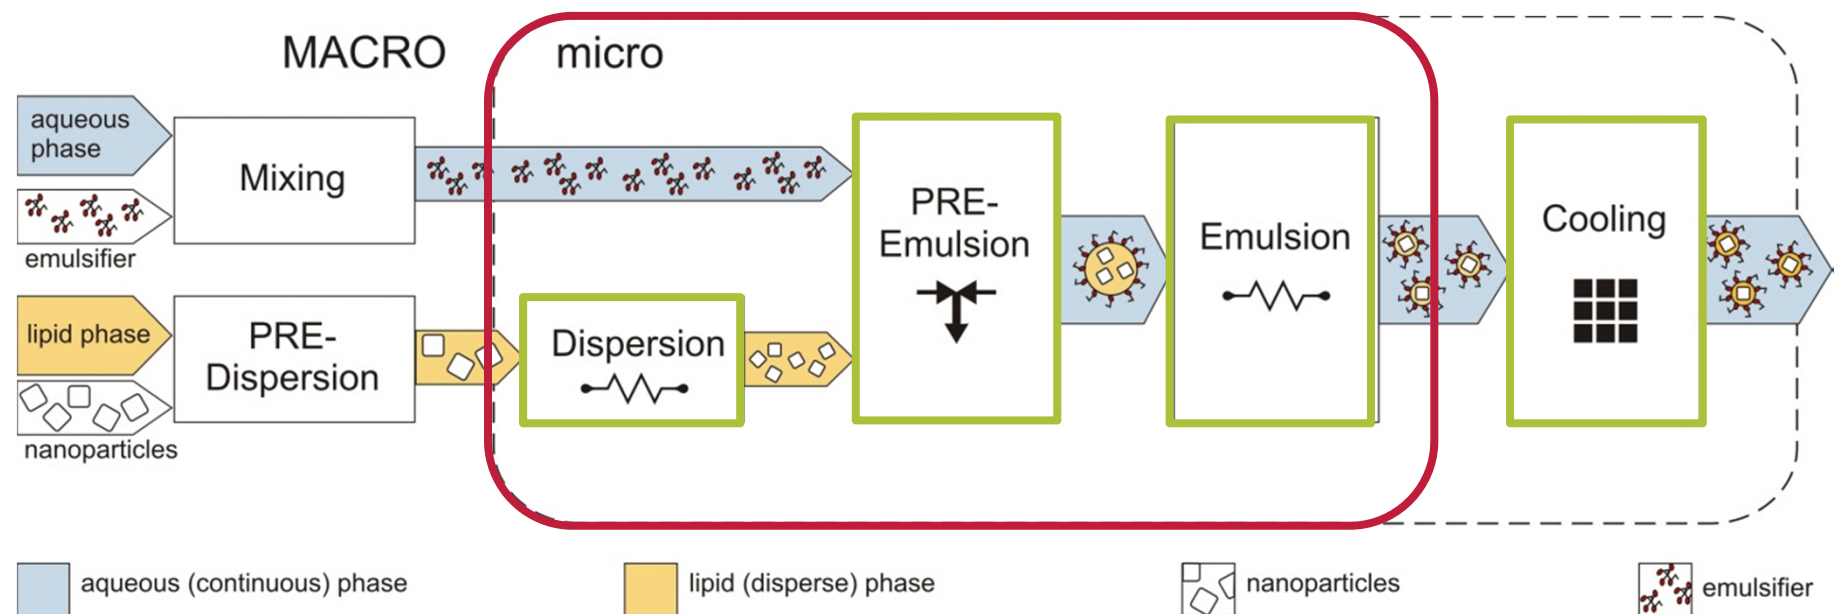 MACRO
micro
aqueous
phase
emulsifier
Mixing
lipid phase
nanoparticles
PRE-
Dispersion
Dispersion
PRE-
Emulsion
Emulsion
Cooling
aqueous (continuous) phase
lipid (disperse) phase
nanoparticles
emulsifier